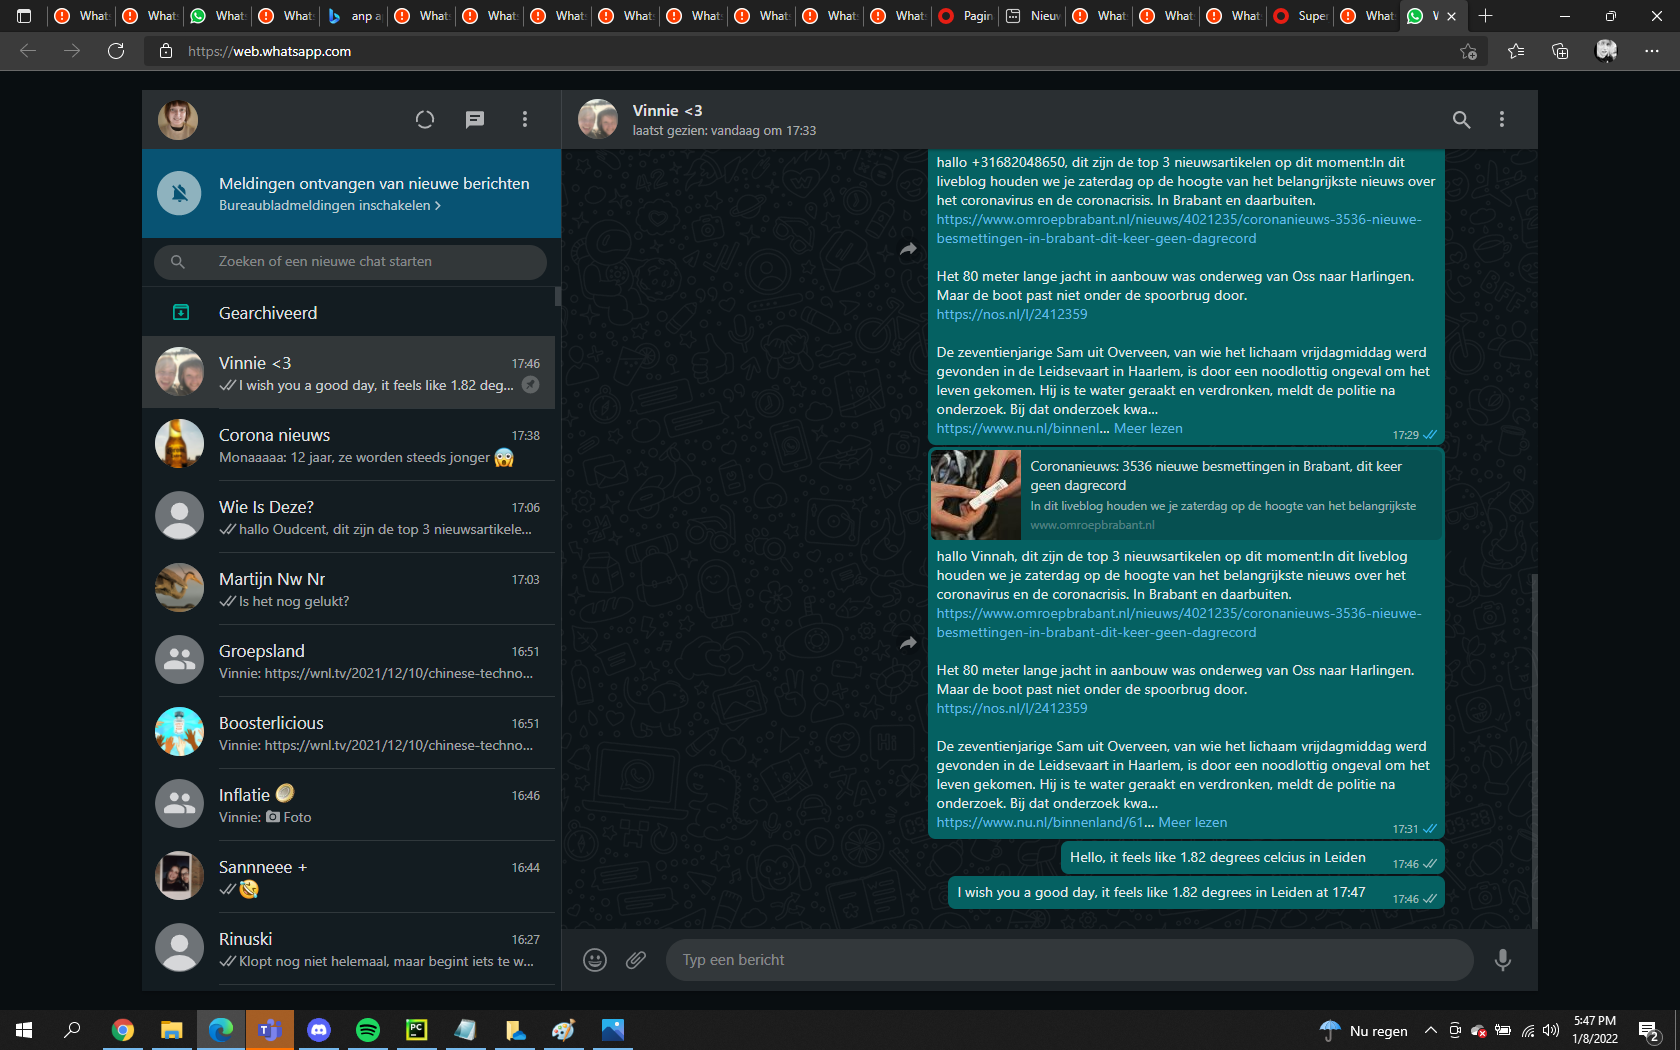 What
What
What
What
anp a
What
What
What
What
What
What
What
What
Pagin
Nieuw
What
What
What
Super
What
W
https://web.whatsapp.com
Vinnie <3
laatst gezien: vandaag om 17:33
Meldingen ontvangen van nieuwe berichten
Bureaubladmeldingen inschakelen >
Zoeken of een nieuwe chat starten
Gearchiveerd
Vinnie <3 17:46
I wish you a good day, it feels like 1.82 deg...
Corona nieuws 17:38
Monaaaaa: 12 jaar, ze worden steeds jonger 😱
Wie Is Deze? 17:06
hallo Oudcent, dit zijn de top 3 nieuwsartikele...
Martijn Nw Nr 17:03
Is het nog gelukt?
Groepsland 16:51
Vinnie: https://wnl.tv/2021/12/10/chinese-techno...
Boosterlicious 16:51
Vinnie: https://wnl.tv/2021/12/10/chinese-techno...
Inflatie 🪙 16:46
Vinnie: 📷 Foto
Sannneee + 16:44
🤣
Rinuski 16:27
Klopt nog niet helemaal, maar begint iets te w...
hallo +31682048650, dit zijn de top 3 nieuwsartikelen op dit moment:In dit
liveblog houden we je zaterdag op de hoogte van het belangrijkste nieuws over
het coronavirus en de coronacrisis. In Brabant en daarbuiten.
https://www.omroepbrabant.nl/nieuws/4021235/coronanieuws-3536-nieuwe-
besmettingen-in-brabant-dit-keer-geen-dagrecord
Het 80 meter lange jacht in aanbouw was onderweg van Oss naar Harlingen.
Maar de boot past niet onder de spoorbrug door.
https://nos.nl/l/2412359
De zeventienjarige Sam uit Overveen, van wie het lichaam vrijdagmiddag werd
gevonden in de Leidsevaart in Haarlem, is door een noodlottig ongeval om het
leven gekomen. Hij is te water geraakt en verdronken, meldt de politie na
onderzoek. Bij dat onderzoek kwa...
https://www.nu.nl/binnenl... Meer lezen
17:29
Coronanieuws: 3536 nieuwe besmettingen in Brabant, dit keer
geen dagrecord
In dit liveblog houden we je zaterdag op de hoogte van het belangrijkste
www.omroepbrabant.nl
hallo Vinnah, dit zijn de top 3 nieuwsartikelen op dit moment:In dit liveblog
houden we je zaterdag op de hoogte van het belangrijkste nieuws over het
coronavirus en de coronacrisis. In Brabant en daarbuiten.
https://www.omroepbrabant.nl/nieuws/4021235/coronanieuws-3536-nieuwe-
besmettingen-in-brabant-dit-keer-geen-dagrecord
Het 80 meter lange jacht in aanbouw was onderweg van Oss naar Harlingen.
Maar de boot past niet onder de spoorbrug door.
https://nos.nl/l/2412359
De zeventienjarige Sam uit Overveen, van wie het lichaam vrijdagmiddag werd
gevonden in de Leidsevaart in Haarlem, is door een noodlottig ongeval om het
leven gekomen. Hij is te water geraakt en verdronken, meldt de politie na
onderzoek. Bij dat onderzoek kwa...
https://www.nu.nl/binnenland/61... Meer lezen
17:31
Hello, it feels like 1.82 degrees celcius in Leiden 17:46
I wish you a good day, it feels like 1.82 degrees in Leiden at 17:47 17:46
Typ een bericht
PC
Nu regen
5:47 PM
1/8/2022
2